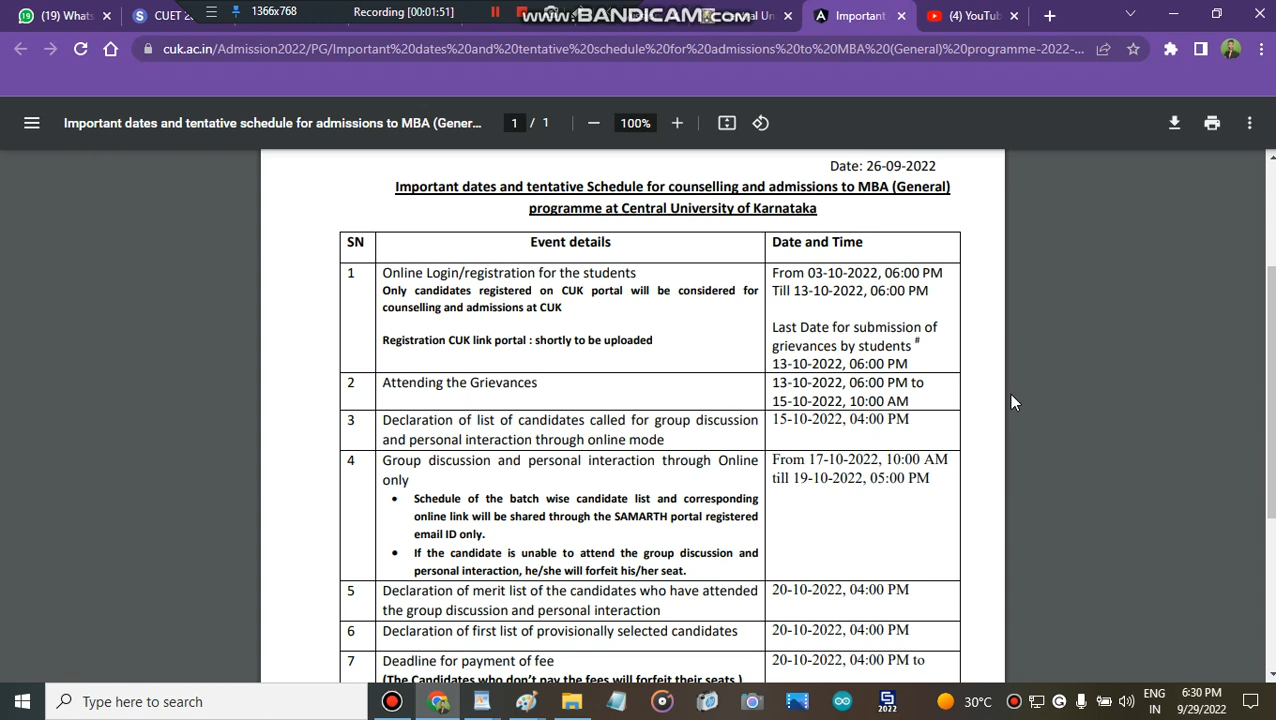 (19) Whats
CUET 2
1366x768
Recording [00:01:51]
www.BANDICAM.com
al Un
Important
(4) YouTu
cuk.ac.in/Admission2022/PG/Important%20dates%20and%20tentative%20schedule%20for%20admissions%20to%20MBA%20(General)%20programme-2022-...
Important dates and tentative schedule for admissions to MBA (Gener...
1 / 1
100%
Date: 26-09-2022
Important dates and tentative Schedule for counselling and admissions to MBA (General)
programme at Central University of Karnataka
SN Event details Date and Time
1 Online Login/registration for the students
Only candidates registered on CUK portal will be considered for
counselling and admissions at CUK
Registration CUK link portal : shortly to be uploaded
From 03-10-2022, 06:00 PM
Till 13-10-2022, 06:00 PM
Last Date for submission of
grievances by students #
13-10-2022, 06:00 PM
2 Attending the Grievances
13-10-2022, 06:00 PM to
15-10-2022, 10:00 AM
3 Declaration of list of candidates called for group discussion
and personal interaction through online mode
15-10-2022, 04:00 PM
4 Group discussion and personal interaction through Online
only
• Schedule of the batch wise candidate list and corresponding
online link will be shared through the SAMARTH portal registered
email ID only.
• If the candidate is unable to attend the group discussion and
personal interaction, he/she will forfeit his/her seat.
From 17-10-2022, 10:00 AM
till 19-10-2022, 05:00 PM
5 Declaration of merit list of the candidates who have attended
the group discussion and personal interaction
20-10-2022, 04:00 PM
6 Declaration of first list of provisionally selected candidates
20-10-2022, 04:00 PM
7 Deadline for payment of fee
(The Candidates who don't pay the fees will forfeit their seats.)
20-10-2022, 04:00 PM to
Type here to search
2022
30°C
ENG
IN
6:30 PM
9/29/2022